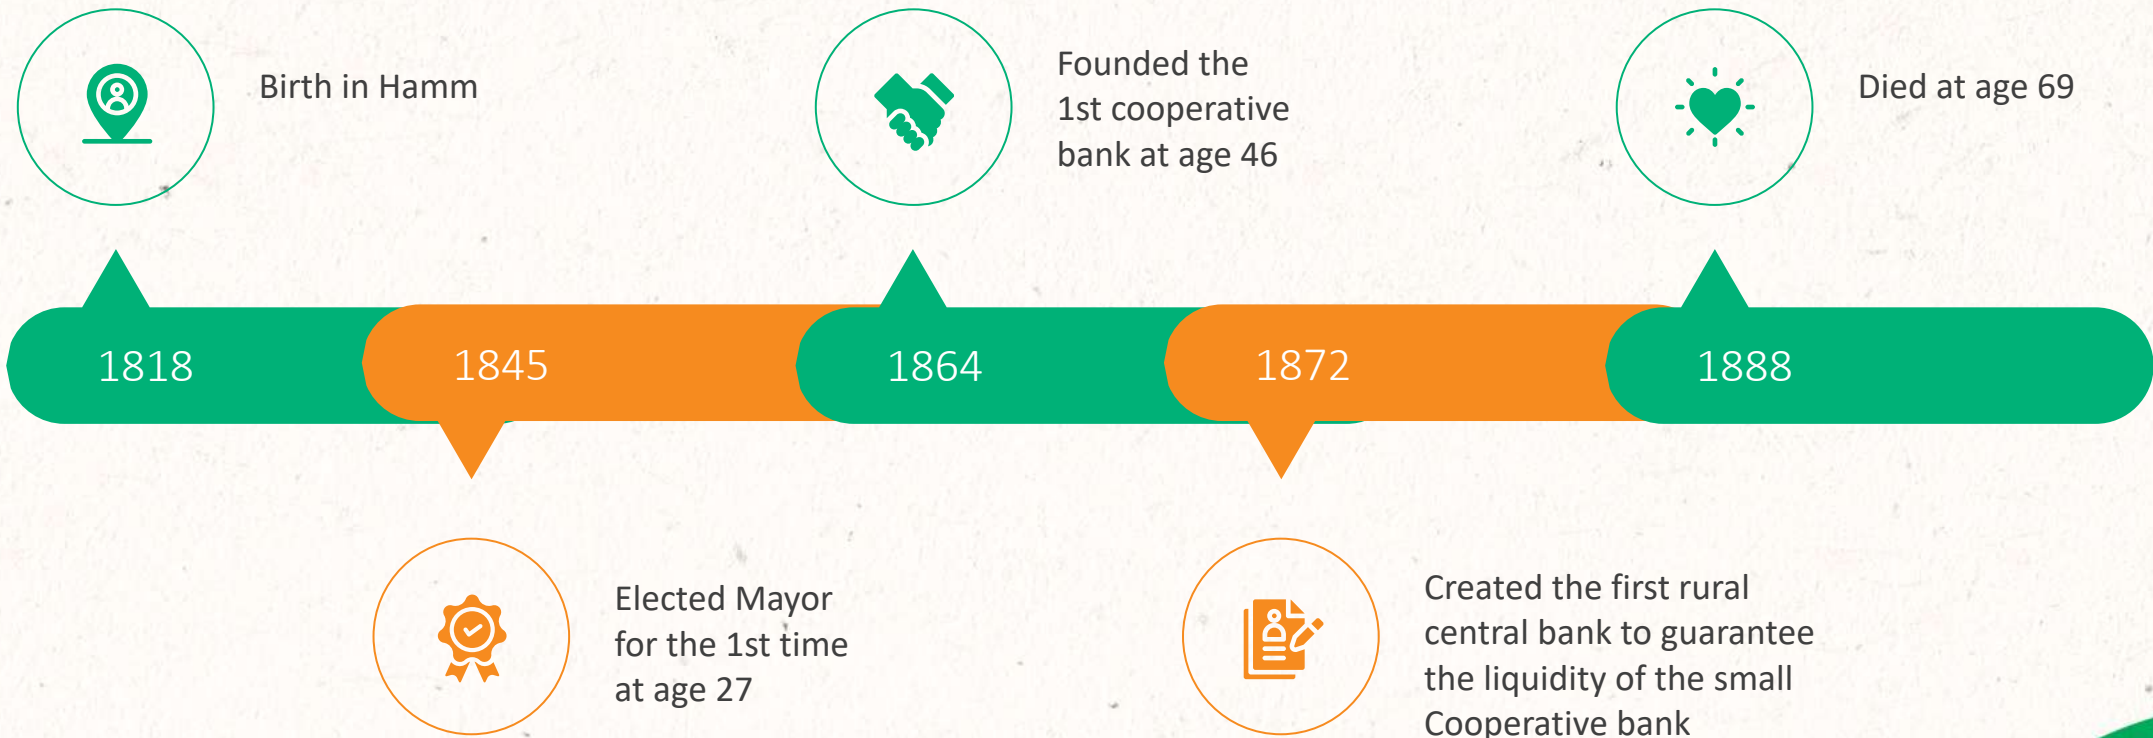 Birth in Hamm
Founded the
1st cooperative
bank at age 46
Died at age 69
1818
1845
1864
1872
1888
Elected Mayor
for the 1st time
at age 27
Created the first rural
central bank to guarantee
the liquidity of the small
Cooperative bank